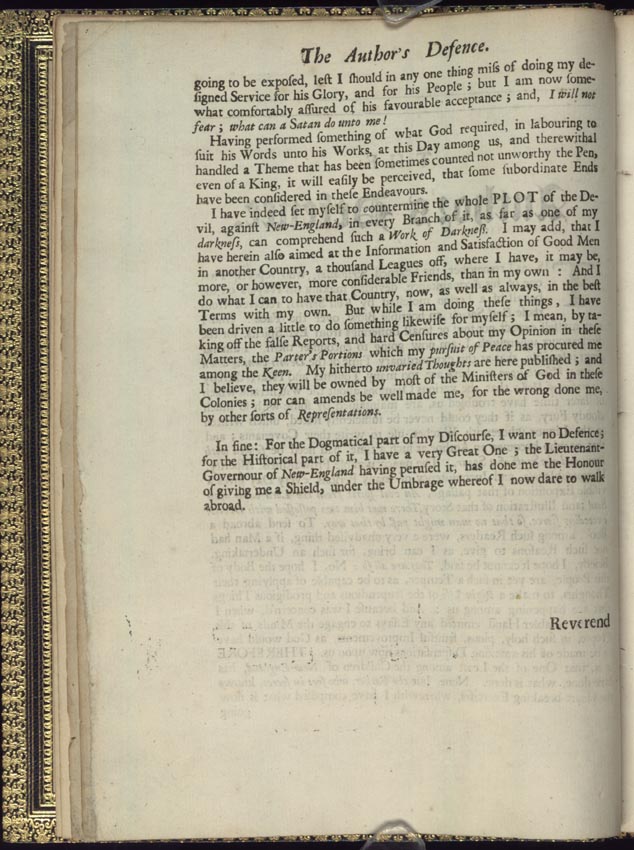 The Author's Defence.
going to be expoſed, leſt I ſhould in any one thing miſs of doing my de-
ſigned Service for his Glory, and for his People; but I am now ſome-
what comfortably aſſured of his favourable acceptance; and, I will not
fear; what can a Satan do unto me!
Having performed ſomething of what God required, in labouring to
ſuit his Words unto his Works, at this Day among us, and therewithal
handled a Theme that has been ſometimes counted not unworthy the Pen,
even of a King, it will eaſily be perceived, that ſome ſubordinate Ends
have been conſidered in theſe Endeavours.
I have indeed ſet myſelf to countermine the whole PLOT of the De-
vil, againſt New-England, in every Branch of it, as far as one of my
darkneſs, can comprehend ſuch a Work of Darkneſs. I may add, that I
have herein alſo aimed at the Information and Satisfaction of Good Men
in another Country, a thouſand Leagues off, where I have, it may be,
more, or however, more conſiderable Friends, than in my own: And I
do what I can to have that Country, now, as well as always, in the beſt
Terms with my own. But while I am doing theſe things, I have
been driven a little to do ſomething likewiſe for myſelf; I mean, by ta-
king off the falſe Reports, and hard Cenſures about my Opinion in theſe
Matters, the Parter's Portions which my purſuit of Peace has procured me
among the Keen. My hitherto unvaried Thoughts are here publiſhed; and
I believe, they will be owned by moſt of the Miniſters of God in theſe
Colonies; nor can amends be well made me, for the wrong done me,
by other ſorts of Repreſentations.
In fine: For the Dogmatical part of my Diſcourſe, I want no Defence;
for the Hiſtorical part of it, I have a very Great One; the Lieutenant-
Governour of New-England having peruſed it, has done me the Honour
of giving me a Shield, under the Umbrage whereof I now dare to walk
abroad.
Reverend